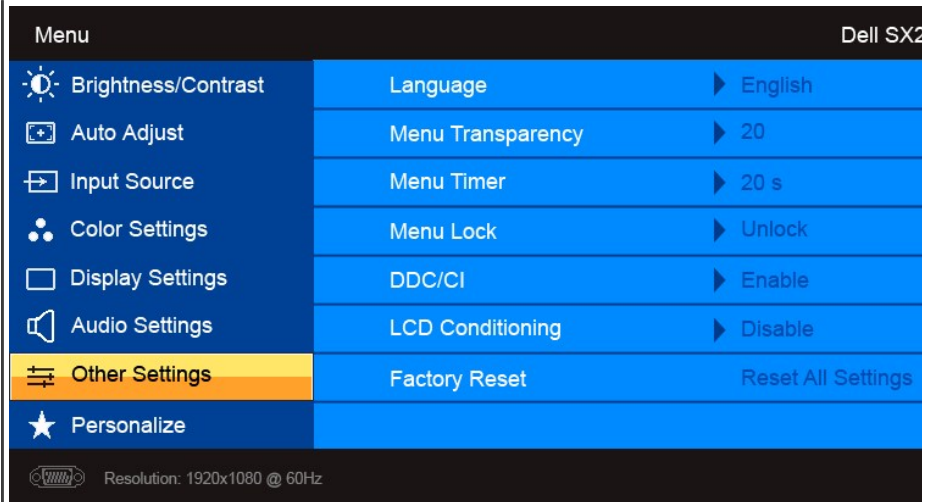 Menu Dell SX2
Brightness/Contrast Language English
Auto Adjust Menu Transparency 20
Input Source Menu Timer 20 s
Color Settings Menu Lock Unlock
Display Settings DDC/CI Enable
Audio Settings LCD Conditioning Disable
Other Settings Factory Reset Reset All Settings
Personalize
Resolution: 1920x1080 @ 60Hz